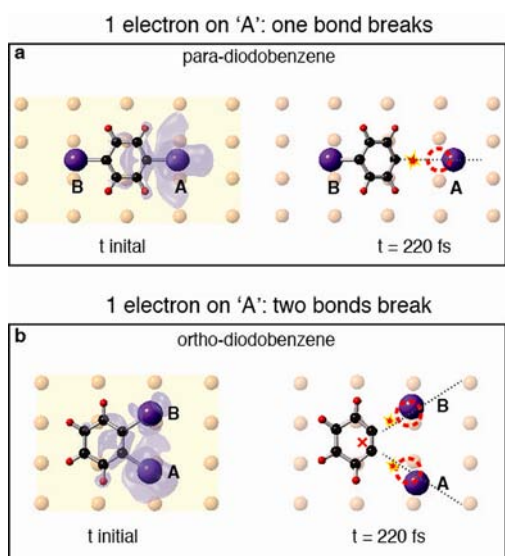 1 electron on 'A': one bond breaks
a
para-diodobenzene
B
A
B
A
t inital
t = 220 fs
1 electron on 'A': two bonds break
b
ortho-diodobenzene
B
A
B
A
t initial
t = 220 fs